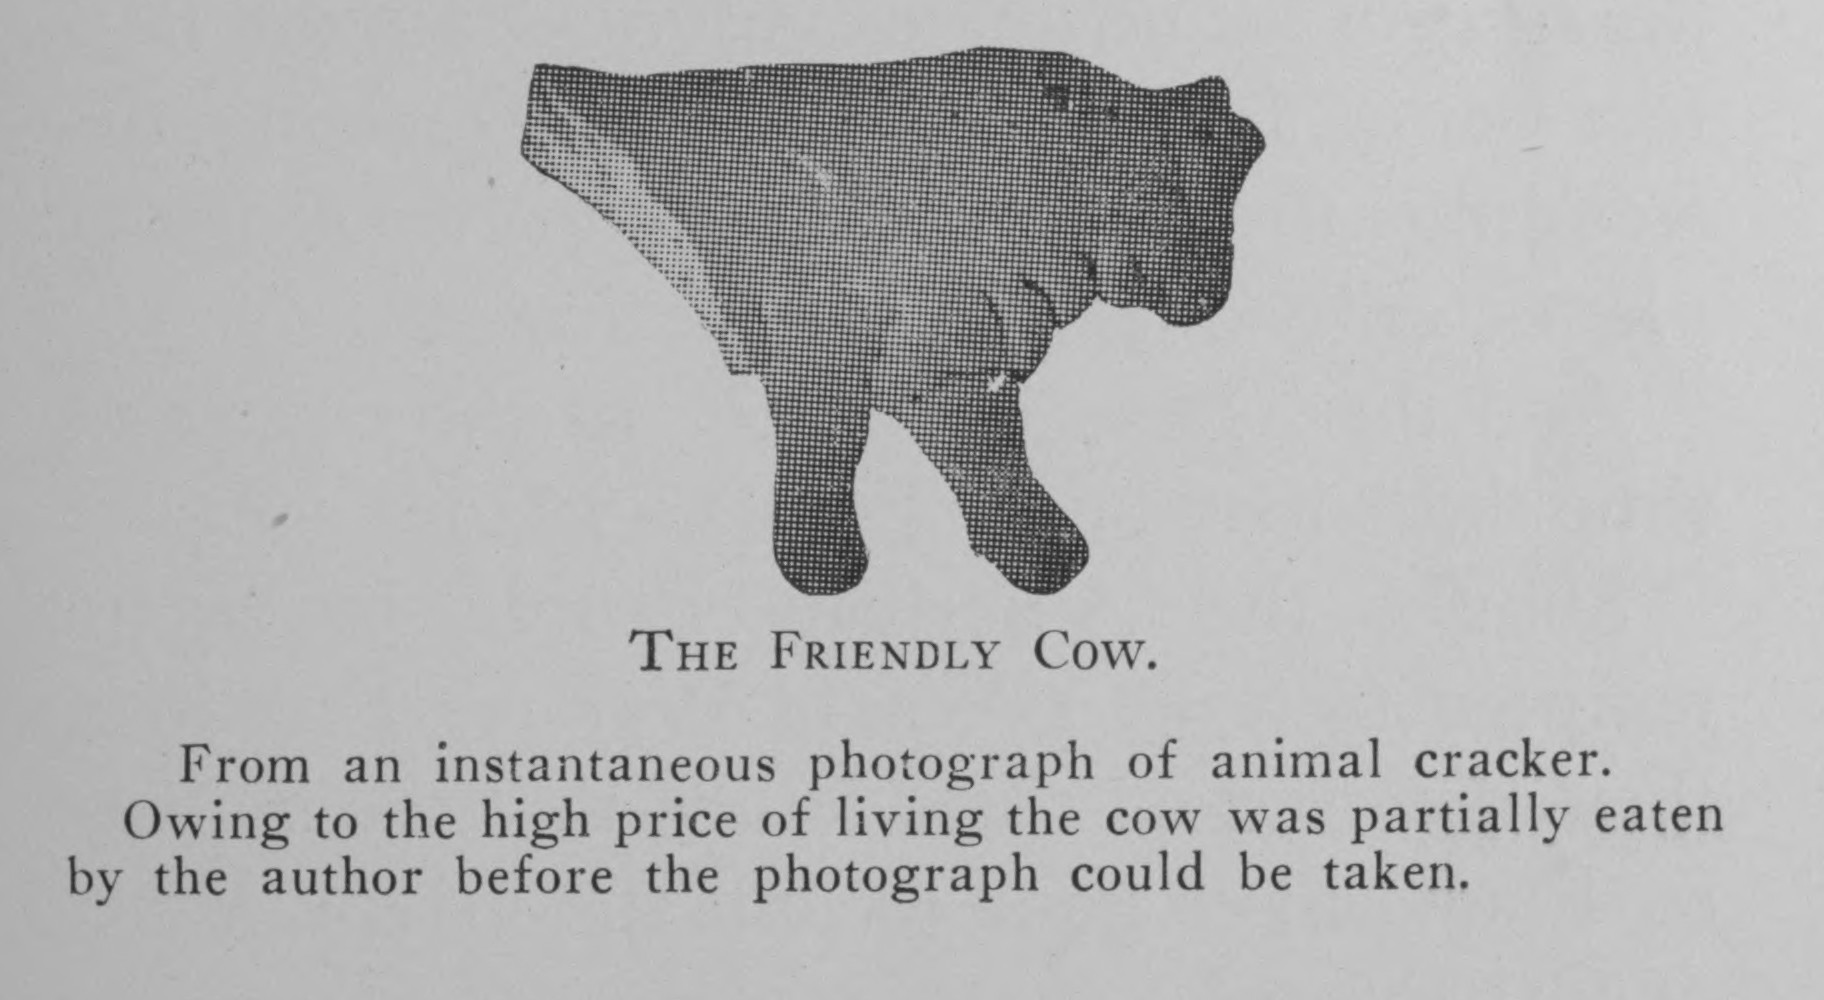 The Friendly Cow.
From an instantaneous photograph of animal cracker.
Owing to the high price of living the cow was partially eaten
by the author before the photograph could be taken.